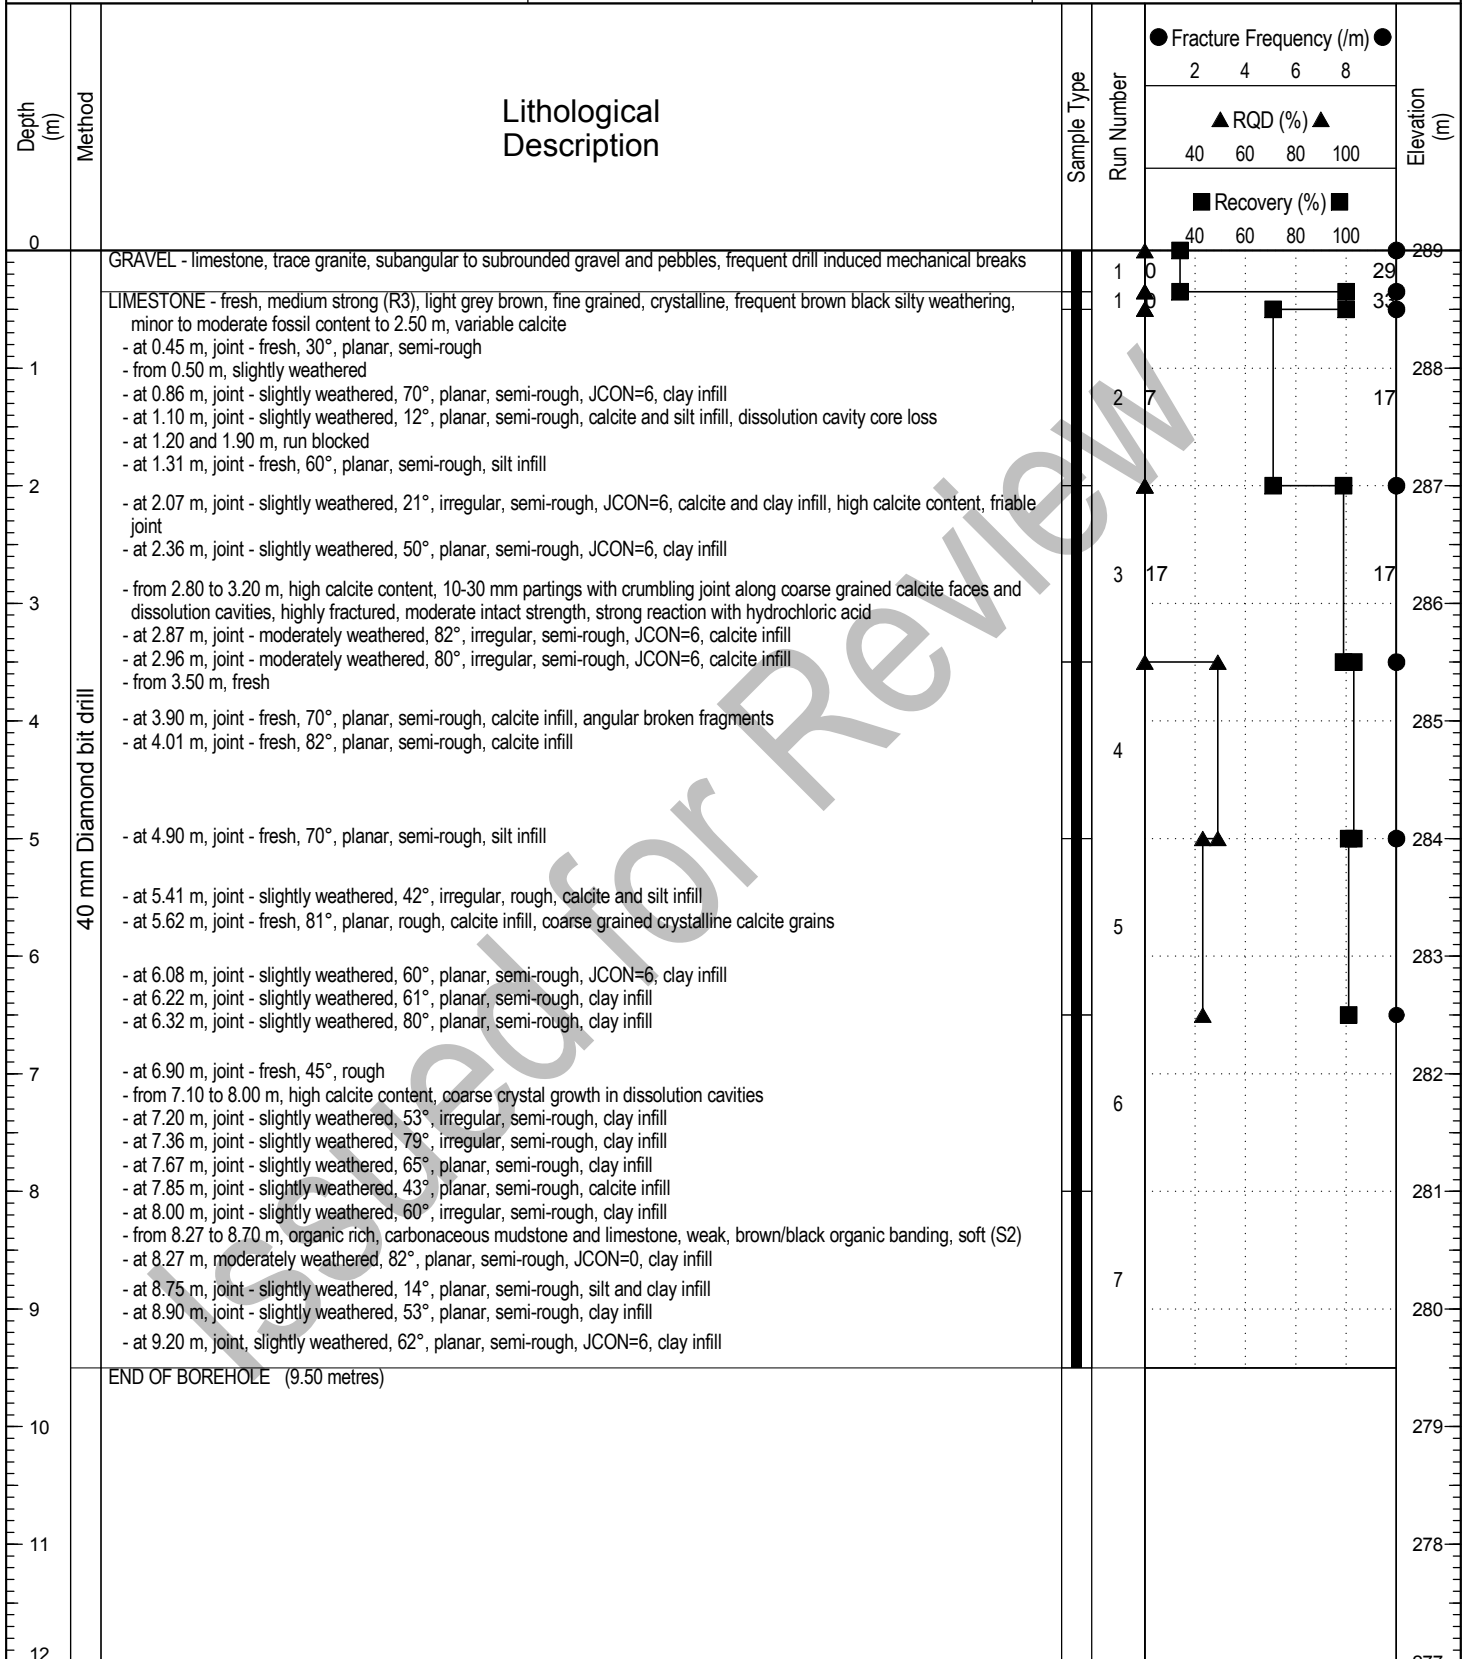 Depth
(m)
Method
Lithological
Description
Sample Type
Run Number
Fracture Frequency (/m)
2 4 6 8
RQD (%)
40 60 80 100
Recovery (%)
40 60 80 100
Elevation
(m)
0
289
GRAVEL - limestone, trace granite, subangular to subrounded gravel and pebbles, frequent drill induced mechanical breaks
1 0 29
LIMESTONE - fresh, medium strong (R3), light grey brown, fine grained, crystalline, frequent brown black silty weathering,
1 0 33
minor to moderate fossil content to 2.50 m, variable calcite
- at 0.45 m, joint - fresh, 30°, planar, semi-rough
1
- from 0.50 m, slightly weathered
288
- at 0.86 m, joint - slightly weathered, 70°, planar, semi-rough, JCON=6, clay infill
2 7 17
- at 1.10 m, joint - slightly weathered, 12°, planar, semi-rough, calcite and silt infill, dissolution cavity core loss
- at 1.20 and 1.90 m, run blocked
- at 1.31 m, joint - fresh, 60°, planar, semi-rough, silt infill
2
287
- at 2.07 m, joint - slightly weathered, 21°, irregular, semi-rough, JCON=6, calcite and clay infill, high calcite content, friable
joint
- at 2.36 m, joint - slightly weathered, 50°, planar, semi-rough, JCON=6, clay infill
3 17 17
- from 2.80 to 3.20 m, high calcite content, 10-30 mm partings with crumbling joint along coarse grained calcite faces and
3
286
dissolution cavities, highly fractured, moderate intact strength, strong reaction with hydrochloric acid
- at 2.87 m, joint - moderately weathered, 82°, irregular, semi-rough, JCON=6, calcite infill
- at 2.96 m, joint - moderately weathered, 80°, irregular, semi-rough, JCON=6, calcite infill
- from 3.50 m, fresh
4
- at 3.90 m, joint - fresh, 70°, planar, semi-rough, calcite infill, angular broken fragments
285
- at 4.01 m, joint - fresh, 82°, planar, semi-rough, calcite infill
4
40 mm Diamond bit drill
5
- at 4.90 m, joint - fresh, 70°, planar, semi-rough, silt infill
284
- at 5.41 m, joint - slightly weathered, 42°, irregular, rough, calcite and silt infill
- at 5.62 m, joint - fresh, 81°, planar, rough, calcite infill, coarse grained crystalline calcite grains
5
6
283
- at 6.08 m, joint - slightly weathered, 60°, planar, semi-rough, JCON=6, clay infill
- at 6.22 m, joint - slightly weathered, 61°, planar, semi-rough, clay infill
- at 6.32 m, joint - slightly weathered, 80°, planar, semi-rough, clay infill
7
- at 6.90 m, joint - fresh, 45°, rough
282
- from 7.10 to 8.00 m, high calcite content, coarse crystal growth in dissolution cavities
6
- at 7.20 m, joint - slightly weathered, 53°, irregular, semi-rough, clay infill
- at 7.36 m, joint - slightly weathered, 79°, irregular, semi-rough, clay infill
- at 7.67 m, joint - slightly weathered, 65°, planar, semi-rough, clay infill
8
- at 7.85 m, joint - slightly weathered, 43°, planar, semi-rough, calcite infill
281
- at 8.00 m, joint - slightly weathered, 60°, irregular, semi-rough, clay infill
- from 8.27 to 8.70 m, organic rich, carbonaceous mudstone and limestone, weak, brown/black organic banding, soft (S2)
- at 8.27 m, moderately weathered, 82°, planar, semi-rough, JCON=0, clay infill
7
- at 8.75 m, joint - slightly weathered, 14°, planar, semi-rough, silt and clay infill
9
- at 8.90 m, joint - slightly weathered, 53°, planar, semi-rough, clay infill
280
- at 9.20 m, joint, slightly weathered, 62°, planar, semi-rough, JCON=6, clay infill
END OF BOREHOLE (9.50 metres)
10
279
11
278
12
277
Issued for Review